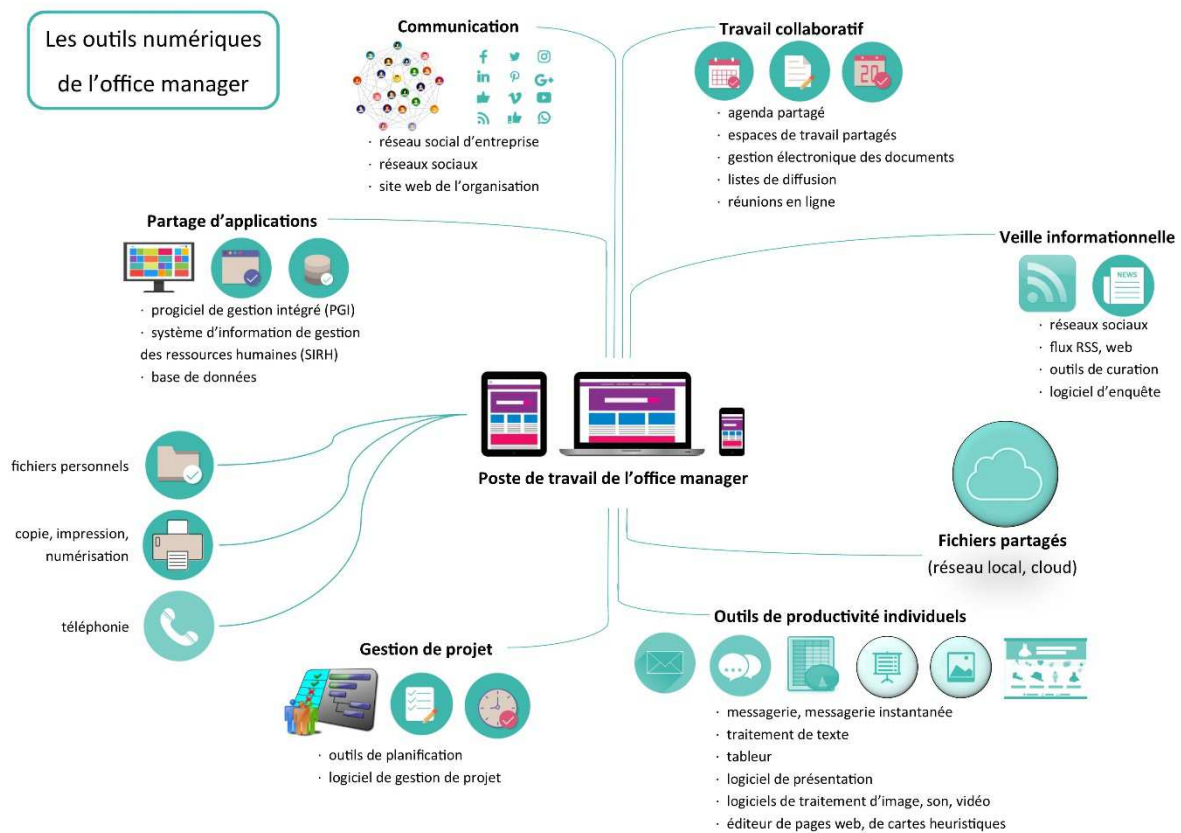 Les outils numériques
de l'office manager
Communication
· réseau social d'entreprise
· réseaux sociaux
· site web de l'organisation
Travail collaboratif
20
· agenda partagé
· espaces de travail partagés
· gestion électronique des documents
· listes de diffusion
· réunions en ligne
Partage d'applications
· progiciel de gestion intégré (PGI)
· système d'information de gestion
des ressources humaines (SIRH)
· base de données
Veille informationnelle
NEWS
· réseaux sociaux
· flux RSS, web
· outils de curation
· logiciel d'enquête
Poste de travail de l'office manager
fichiers personnels
copie, impression,
numérisation
téléphonie
Fichiers partagés
(réseau local, cloud)
Gestion de projet
· outils de planification
· logiciel de gestion de projet
Outils de productivité individuels
· messagerie, messagerie instantanée
· traitement de texte
· tableur
· logiciel de présentation
· logiciels de traitement d'image, son, vidéo
· éditeur de pages web, de cartes heuristiques